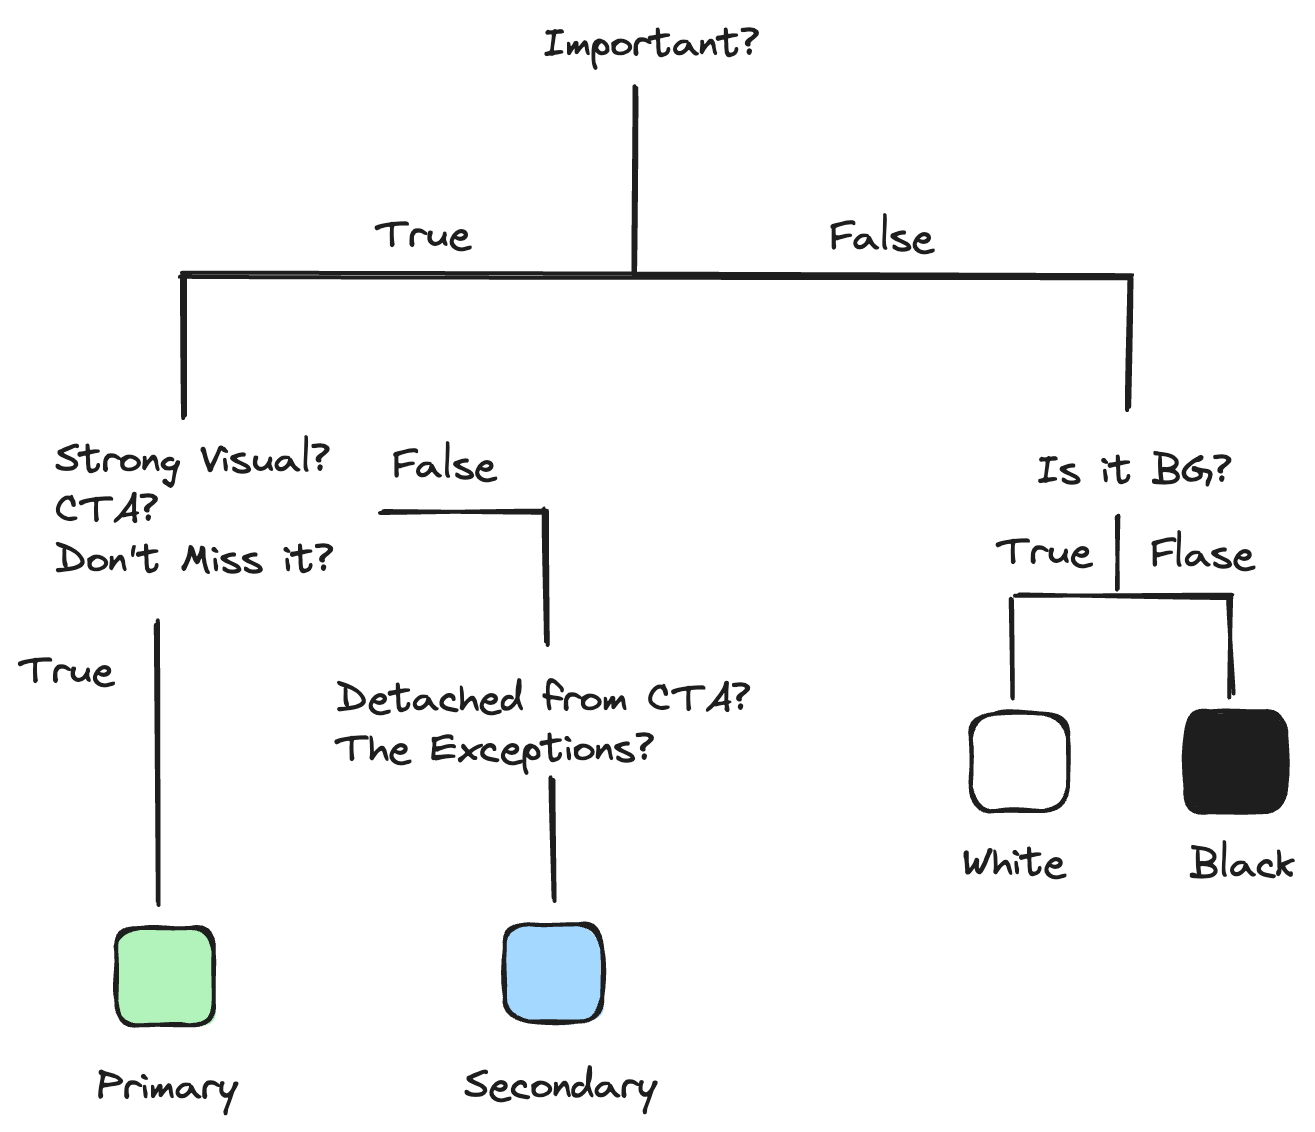 Important?
True
False
Strong Visual?
CTA?
Don't Miss it?
False
Is it BG?
True
Flase
True
Detached from CTA?
The Exceptions?
White
Black
Primary
Secondary